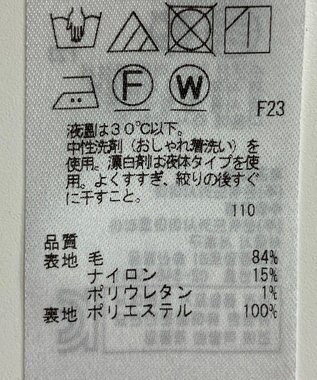 F W
F23
液温は30℃以下。
中性洗剤（おしゃれ着洗い）を
使用。漂白剤は液体タイプを使
用。よくすすぎ、絞りの後すぐ
に干すこと。
110
品質
表地 毛 84%
ナイロン 15%
ポリウレタン 1%
裏地 ポリエステル 100%